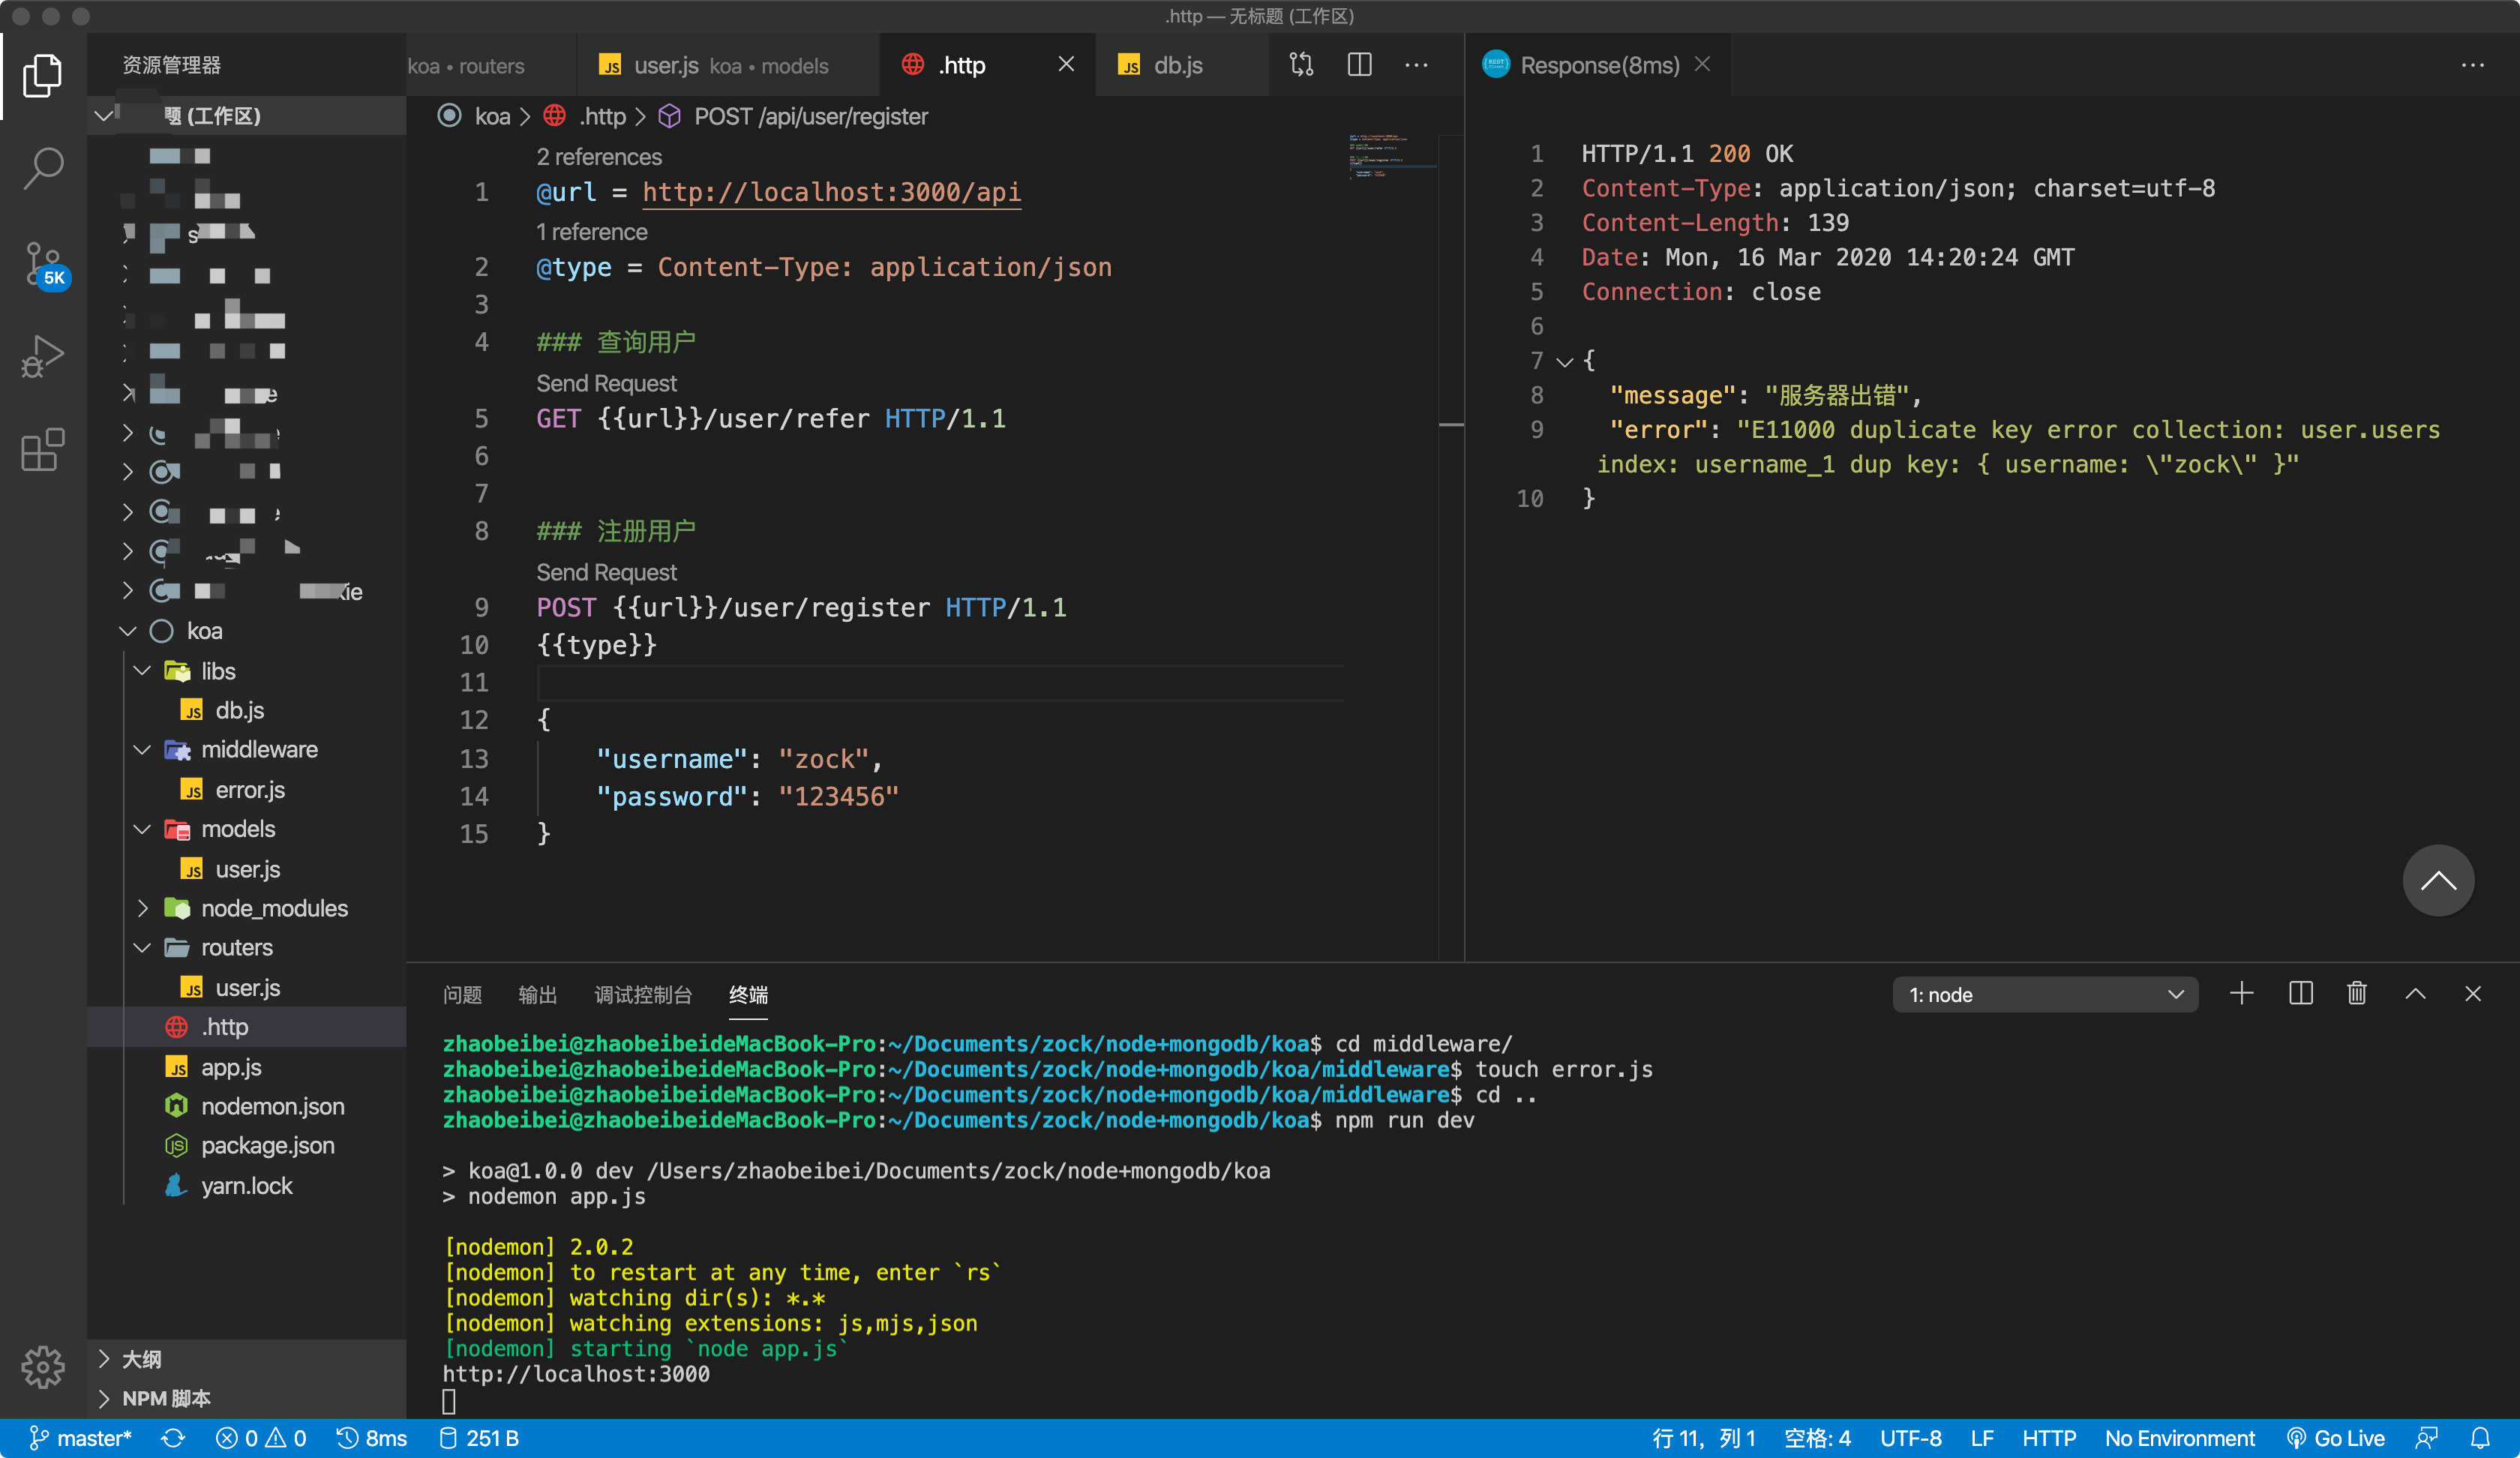 .http — 无标题 (工作区)
资源管理器
koa • routers
user.js koa • models
.http
db.js
Response(8ms)
题 (工作区)
koa
libs
db.js
middleware
error.js
models
user.js
node_modules
routers
user.js
.http
app.js
nodemon.json
package.json
yarn.lock
大纲
NPM 脚本
5K
koa > .http > POST /api/user/register
2 references
1 @url = http://localhost:3000/api
1 reference
2 @type = Content-Type: application/json
3
4 ### 查询用户
Send Request
5 GET {{url}}/user/refer HTTP/1.1
6
7
8 ### 注册用户
Send Request
9 POST {{url}}/user/register HTTP/1.1
10 {{type}}
11
12 {
13 "username": "zock",
14 "password": "123456"
15 }
1 HTTP/1.1 200 OK
2 Content-Type: application/json; charset=utf-8
3 Content-Length: 139
4 Date: Mon, 16 Mar 2020 14:20:24 GMT
5 Connection: close
6
7 {
8 "message": "服务器出错",
9 "error": "E11000 duplicate key error collection: user.users
index: username_1 dup key: { username: \"zock\" }"
10 }
问题 输出 调试控制台 终端
1: node
zhaobeibei@zhaobeibeideMacBook-Pro:~/Documents/zock/node+mongodb/koa$ cd middleware/
zhaobeibei@zhaobeibeideMacBook-Pro:~/Documents/zock/node+mongodb/koa/middleware$ touch error.js
zhaobeibei@zhaobeibeideMacBook-Pro:~/Documents/zock/node+mongodb/koa/middleware$ cd ..
zhaobeibei@zhaobeibeideMacBook-Pro:~/Documents/zock/node+mongodb/koa$ npm run dev
> koa@1.0.0 dev /Users/zhaobeibei/Documents/zock/node+mongodb/koa
> nodemon app.js
[nodemon] 2.0.2
[nodemon] to restart at any time, enter `rs`
[nodemon] watching dir(s): *.*
[nodemon] watching extensions: js,mjs,json
[nodemon] starting `node app.js`
http://localhost:3000
master* 0 0 8ms 251 B 行 11，列 1 空格: 4 UTF-8 LF HTTP No Environment Go Live